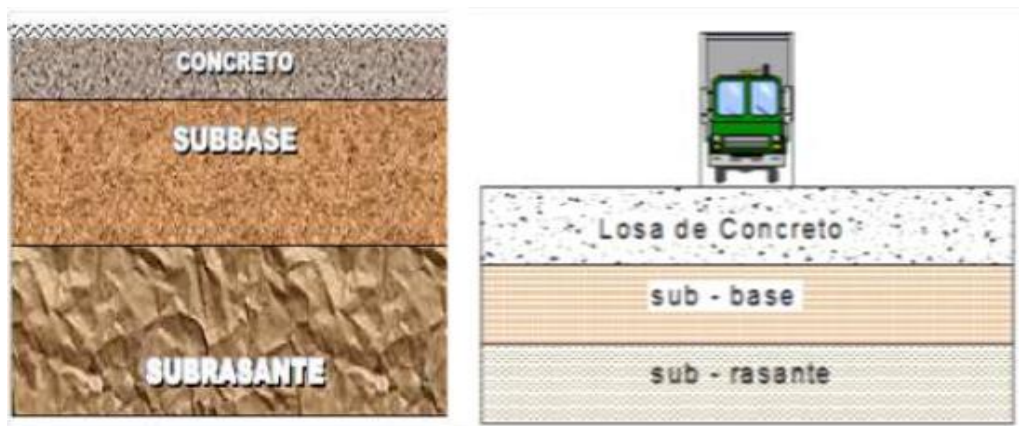 CONCRETO
SUBBASE
SUBRASANTE
Losa de Concreto
sub - base
sub - rasante